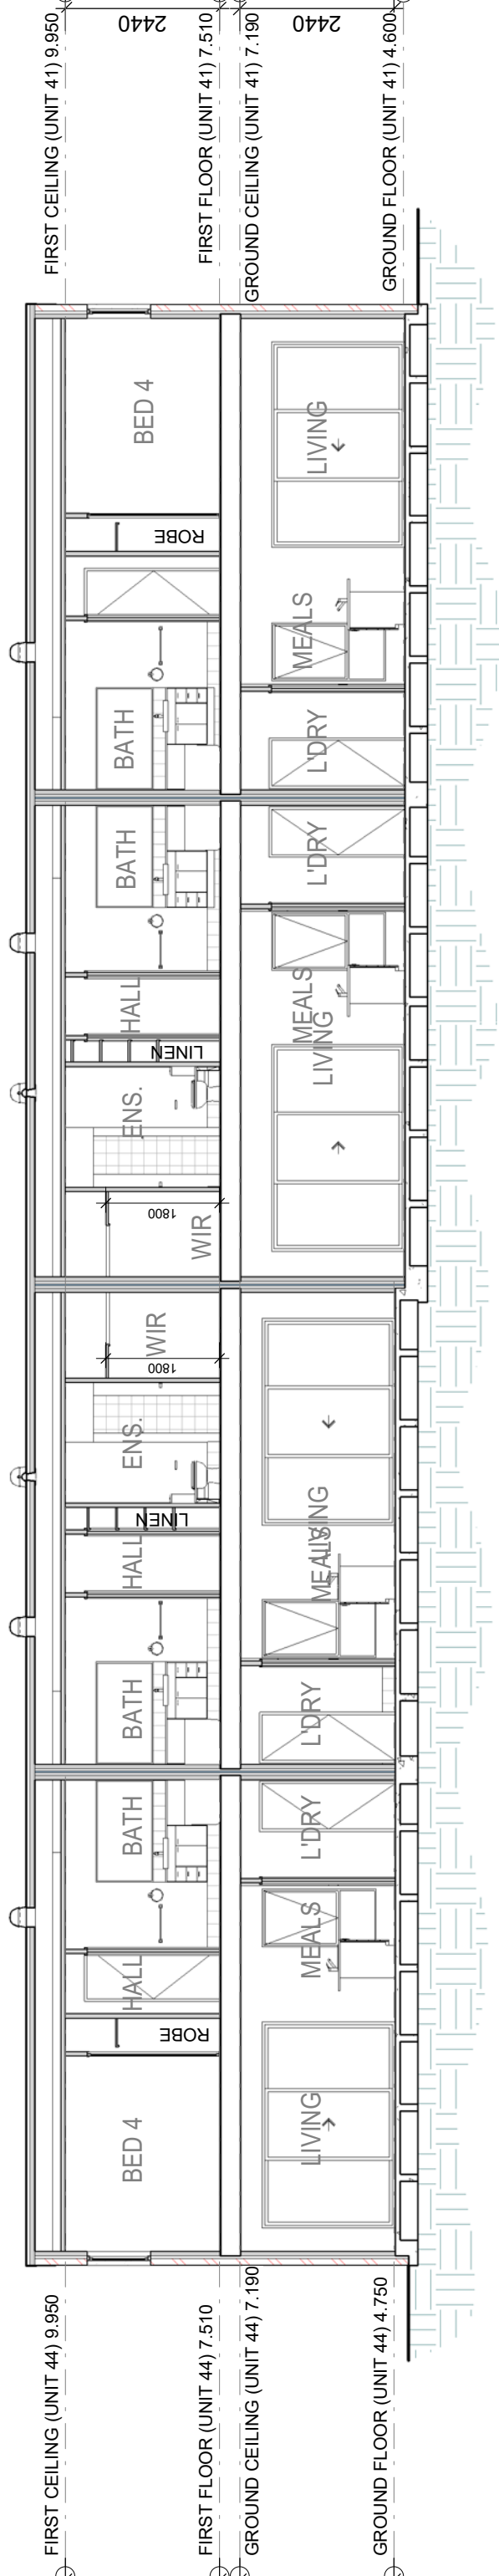 FIRST CEILING (UNIT 44) 9.950
FIRST FLOOR (UNIT 44) 7.510
GROUND CEILING (UNIT 44) 7.190
GROUND FLOOR (UNIT 44) 4.750
BED 4
ROBE
HALL
BATH
BATH
HALL
LINEN
ENS.
1800
WIR
1800
WIR
ENS.
LINEN
HALL
BATH
BATH
ROBE
BED 4
LIVING
MEALS
L'DRY
L'DRY
MEALS
LIVING
LIVING
MEALS
L'DRY
L'DRY
MEALS
LIVING
FIRST CEILING (UNIT 41) 9.950
2440
FIRST FLOOR (UNIT 41) 7.510
GROUND CEILING (UNIT 41) 7.190
2440
GROUND FLOOR (UNIT 41) 4.600